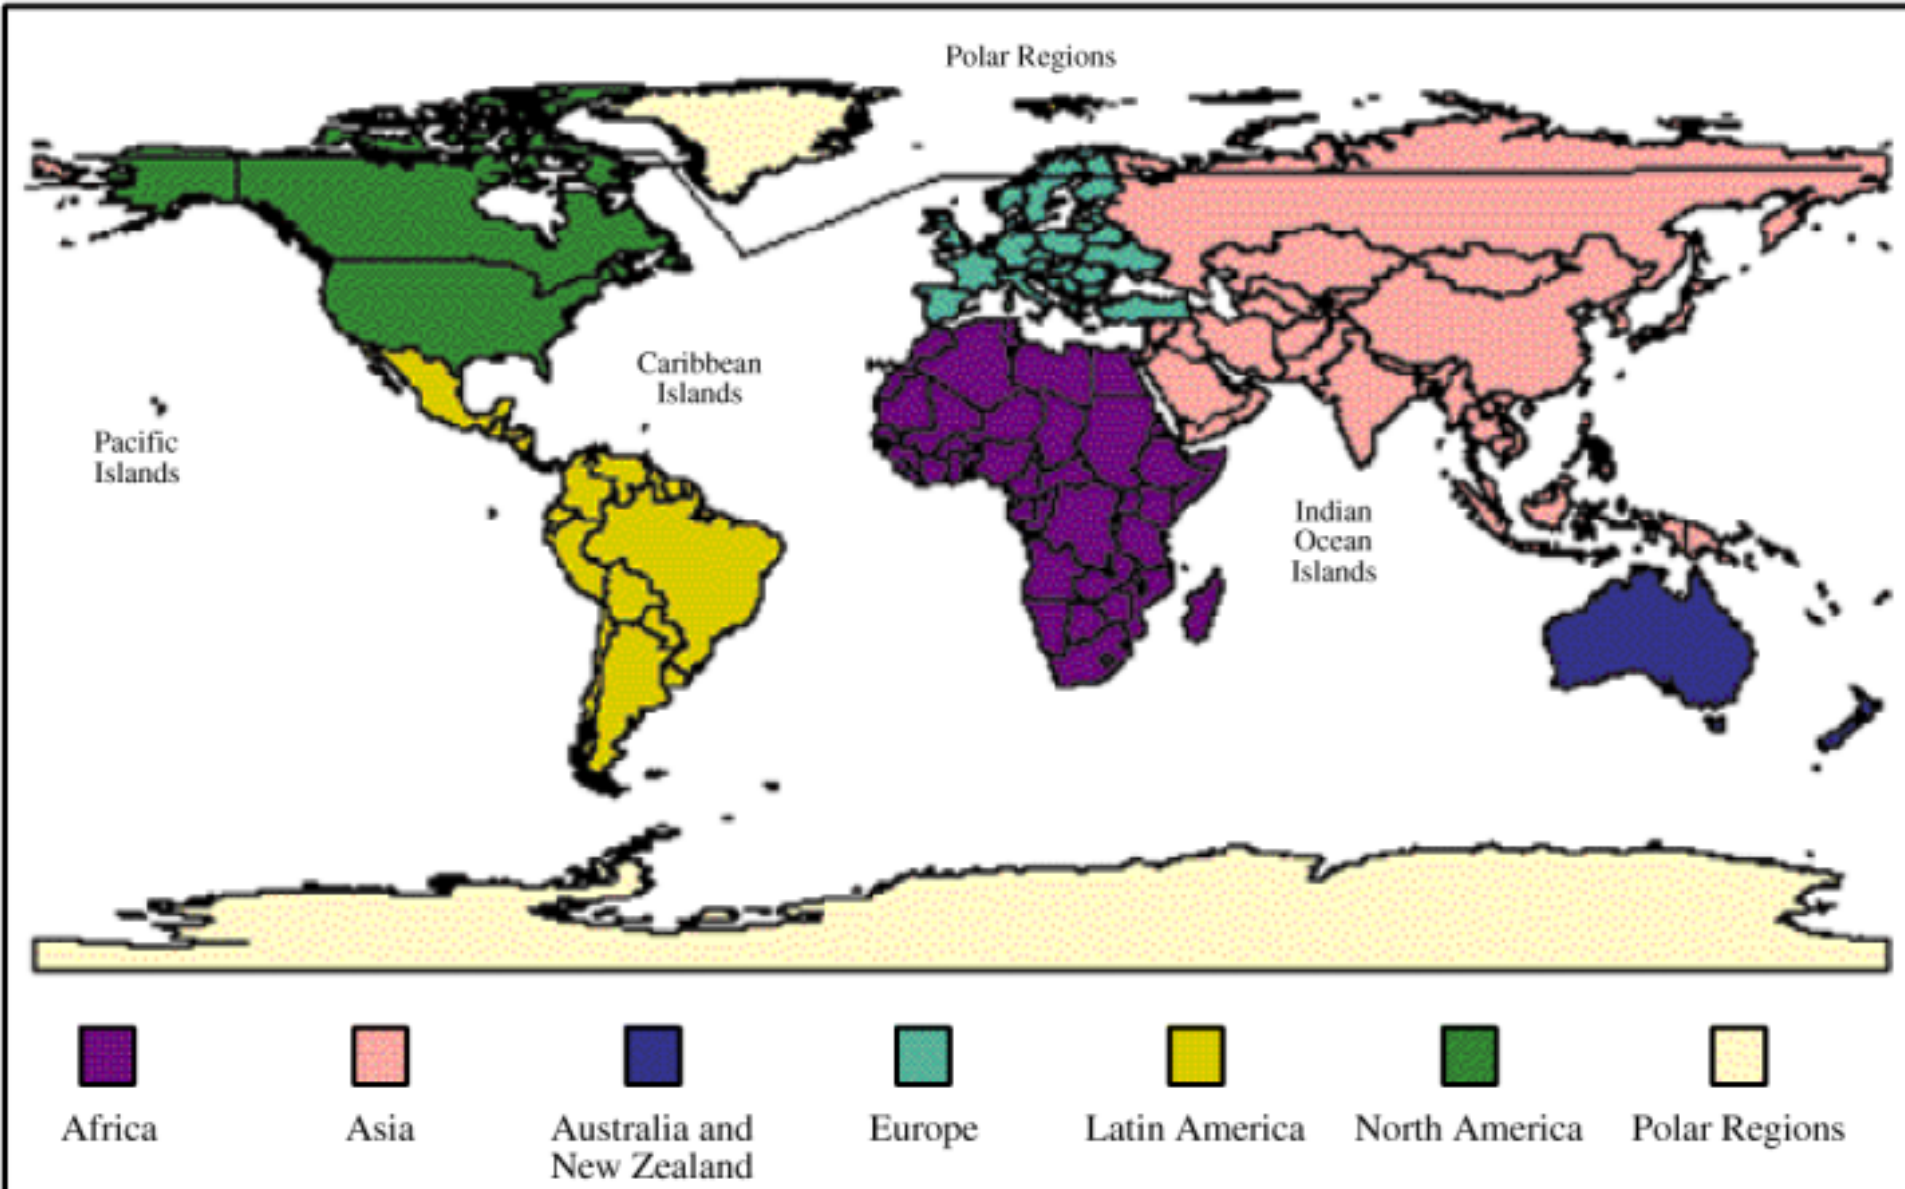 Polar Regions
Caribbean
Islands
Pacific
Islands
Indian
Ocean
Islands
Africa
Asia
Australia and
New Zealand
Europe
Latin America
North America
Polar Regions